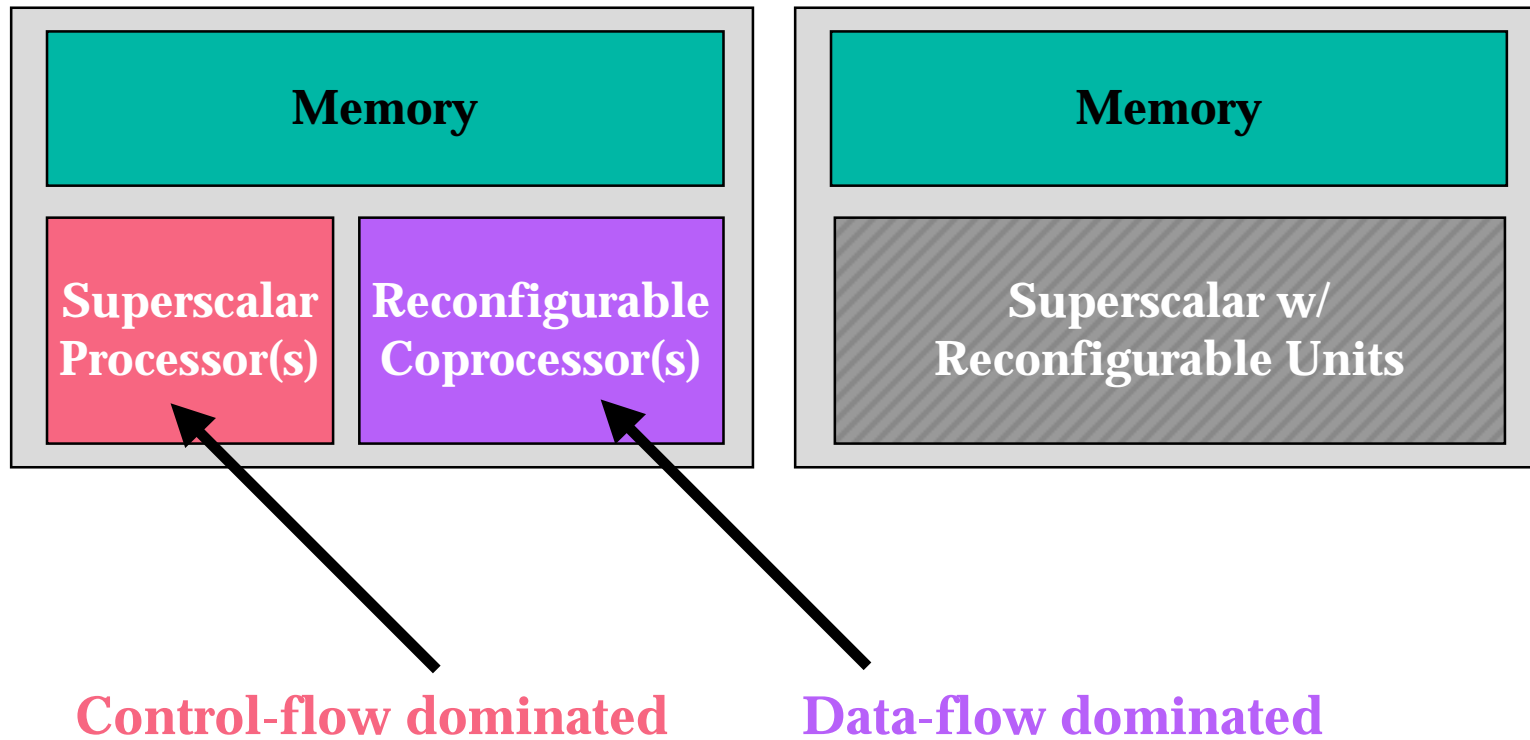 Memory
Superscalar
Processor(s)
Reconfigurable
Coprocessor(s)
Memory
Superscalar w/
Reconfigurable Units
Control-flow dominated
Data-flow dominated